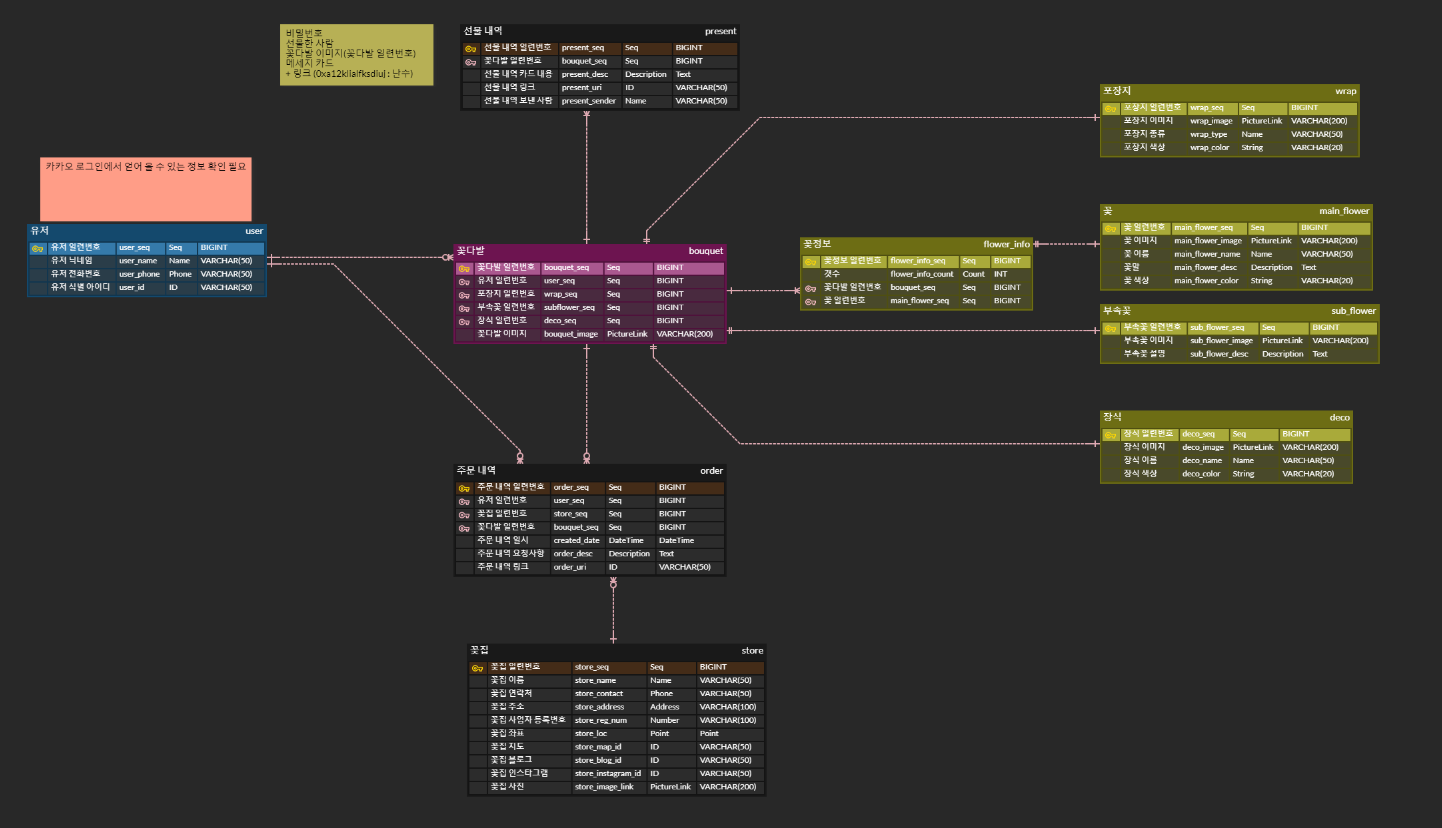 비밀번호
선물한 사람
꽃다발 이미지(꽃다발 일련번호)
메세지 카드
선물 내역 present
선물 내역 일련번호 present_seq Seq BIGINT
꽃다발 일련번호 bouquet_seq Seq BIGINT
선물 내역 카드 내용 present_desc Description Text
선물 내역 링크 present_uri ID VARCHAR(50)
선물 내역 보낸 사람 present_sender Name VARCHAR(50)
포장지 wrap
포장지 일련번호 wrap_seq Seq BIGINT
포장지 이미지 wrap_image PictureLink VARCHAR(200)
포장지 종류 wrap_type Name VARCHAR(50)
포장지 색상 wrap_color String VARCHAR(20)
카카오 로그인에서 얻어 올 수 있는 정보 확인 필요
유저 user
유저 일련번호 user_seq Seq BIGINT
유저 닉네임 user_name Name VARCHAR(50)
유저 전화번호 user_phone Phone VARCHAR(50)
유저 식별 아이디 user_id ID VARCHAR(50)
꽃다발 bouquet
꽃다발 일련번호 bouquet_seq Seq BIGINT
유저 일련번호 user_seq Seq BIGINT
포장지 일련번호 wrap_seq Seq BIGINT
부속꽃 일련번호 subflower_seq Seq BIGINT
장식 일련번호 deco_seq Seq BIGINT
꽃다발 이미지 bouquet_image PictureLink VARCHAR(200)
꽃정보 flower_info
꽃정보 일련번호 flower_info_seq Seq BIGINT
갯수 flower_info_count Count INT
꽃다발 일련번호 bouquet_seq Seq BIGINT
꽃 일련번호 main_flower_seq Seq BIGINT
꽃 main_flower
꽃 일련번호 main_flower_seq Seq BIGINT
꽃 이미지 main_flower_image PictureLink VARCHAR(200)
꽃 이름 main_flower_name Name VARCHAR(50)
꽃말 main_flower_desc Description Text
꽃 색상 main_flower_color String VARCHAR(20)
부속꽃 sub_flower
부속꽃 일련번호 sub_flower_seq Seq BIGINT
부속꽃 이미지 sub_flower_image PictureLink VARCHAR(200)
부속꽃 설명 sub_flower_desc Description Text
장식 deco
장식 일련번호 deco_seq Seq BIGINT
장식 이미지 deco_image PictureLink VARCHAR(200)
장식 이름 deco_name Name VARCHAR(50)
장식 색상 deco_color String VARCHAR(20)
주문 내역 order
주문 내역 일련번호 order_seq Seq BIGINT
유저 일련번호 user_seq Seq BIGINT
꽃집 일련번호 store_seq Seq BIGINT
꽃다발 일련번호 bouquet_seq Seq BIGINT
주문 내역 일시 created_date DateTime DateTime
주문 내역 요청사항 order_desc Description Text
주문 내역 링크 order_uri ID VARCHAR(50)
꽃집 store
꽃집 일련번호 store_seq Seq BIGINT
꽃집 이름 store_name Name VARCHAR(50)
꽃집 연락처 store_contact Phone VARCHAR(50)
꽃집 주소 store_address Address VARCHAR(100)
꽃집 사업자 등록번호 store_reg_num Number VARCHAR(100)
꽃집 좌표 store_loc Point Point
꽃집 지도 store_map_id ID VARCHAR(50)
꽃집 블로그 store_blog_id ID VARCHAR(50)
꽃집 인스타그램 store_instagram_id ID VARCHAR(50)
꽃집 사진 store_image_link PictureLink VARCHAR(200)